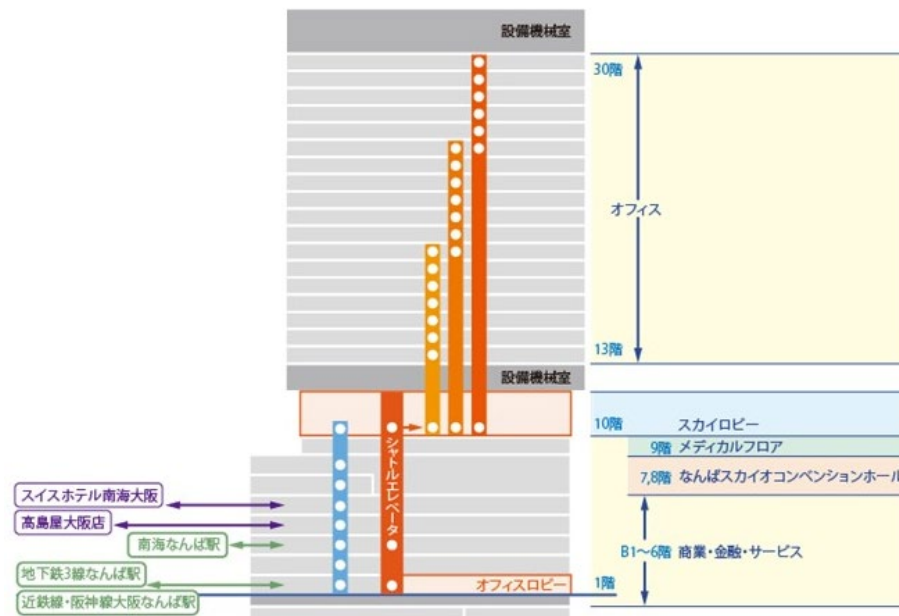 設備機械室
30階
オフィス
13階
設備機械室
10階 スカイロビー
9階 メディカルフロア
7,8階 なんばスカイオコンベンションホール
シャトルエレベータ
スイスホテル南海大阪
高島屋大阪店
南海なんば駅
B1～6階 商業・金融・サービス
地下鉄3線なんば駅
オフィスロビー
1階
近鉄線・阪神線大阪なんば駅